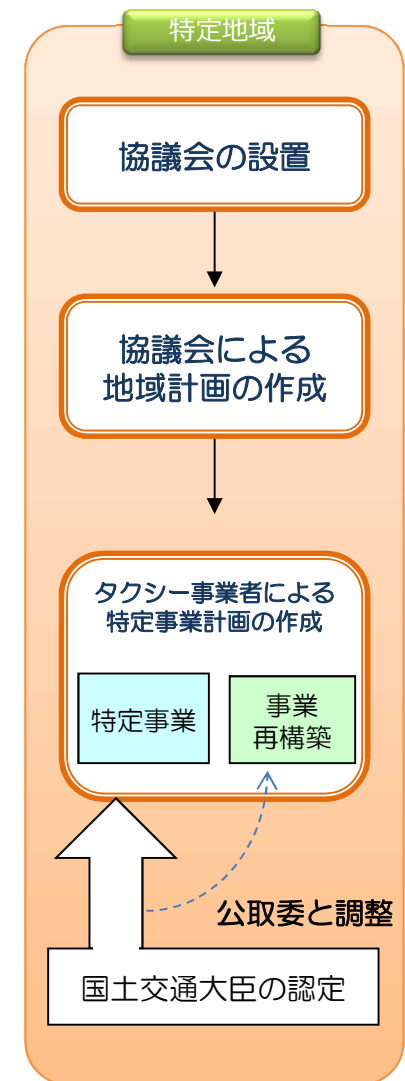 特定地域
協議会の設置
協議会による
地域計画の作成
タクシー事業者による
特定事業計画の作成
特定事業
事業
再構築
公取委と調整
国土交通大臣の認定